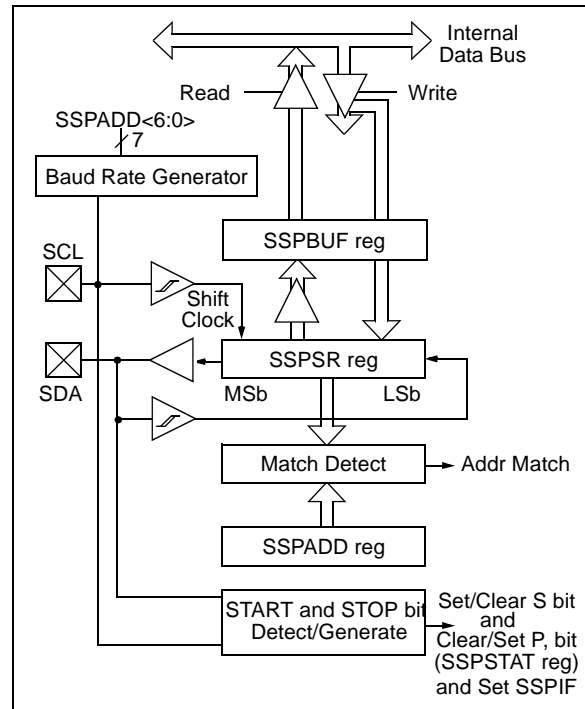 Internal
Data Bus
Read
Write
SSPADD<6:0>
7
Baud Rate Generator
SSPBUF reg
SCL
Shift
Clock
SSPSR reg
SDA
MSb
LSb
Match Detect
Addr Match
SSPADD reg
START and STOP bit
Detect/Generate
Set/Clear S bit
and
Clear/Set P, bit
(SSPSTAT reg)
and Set SSPIF